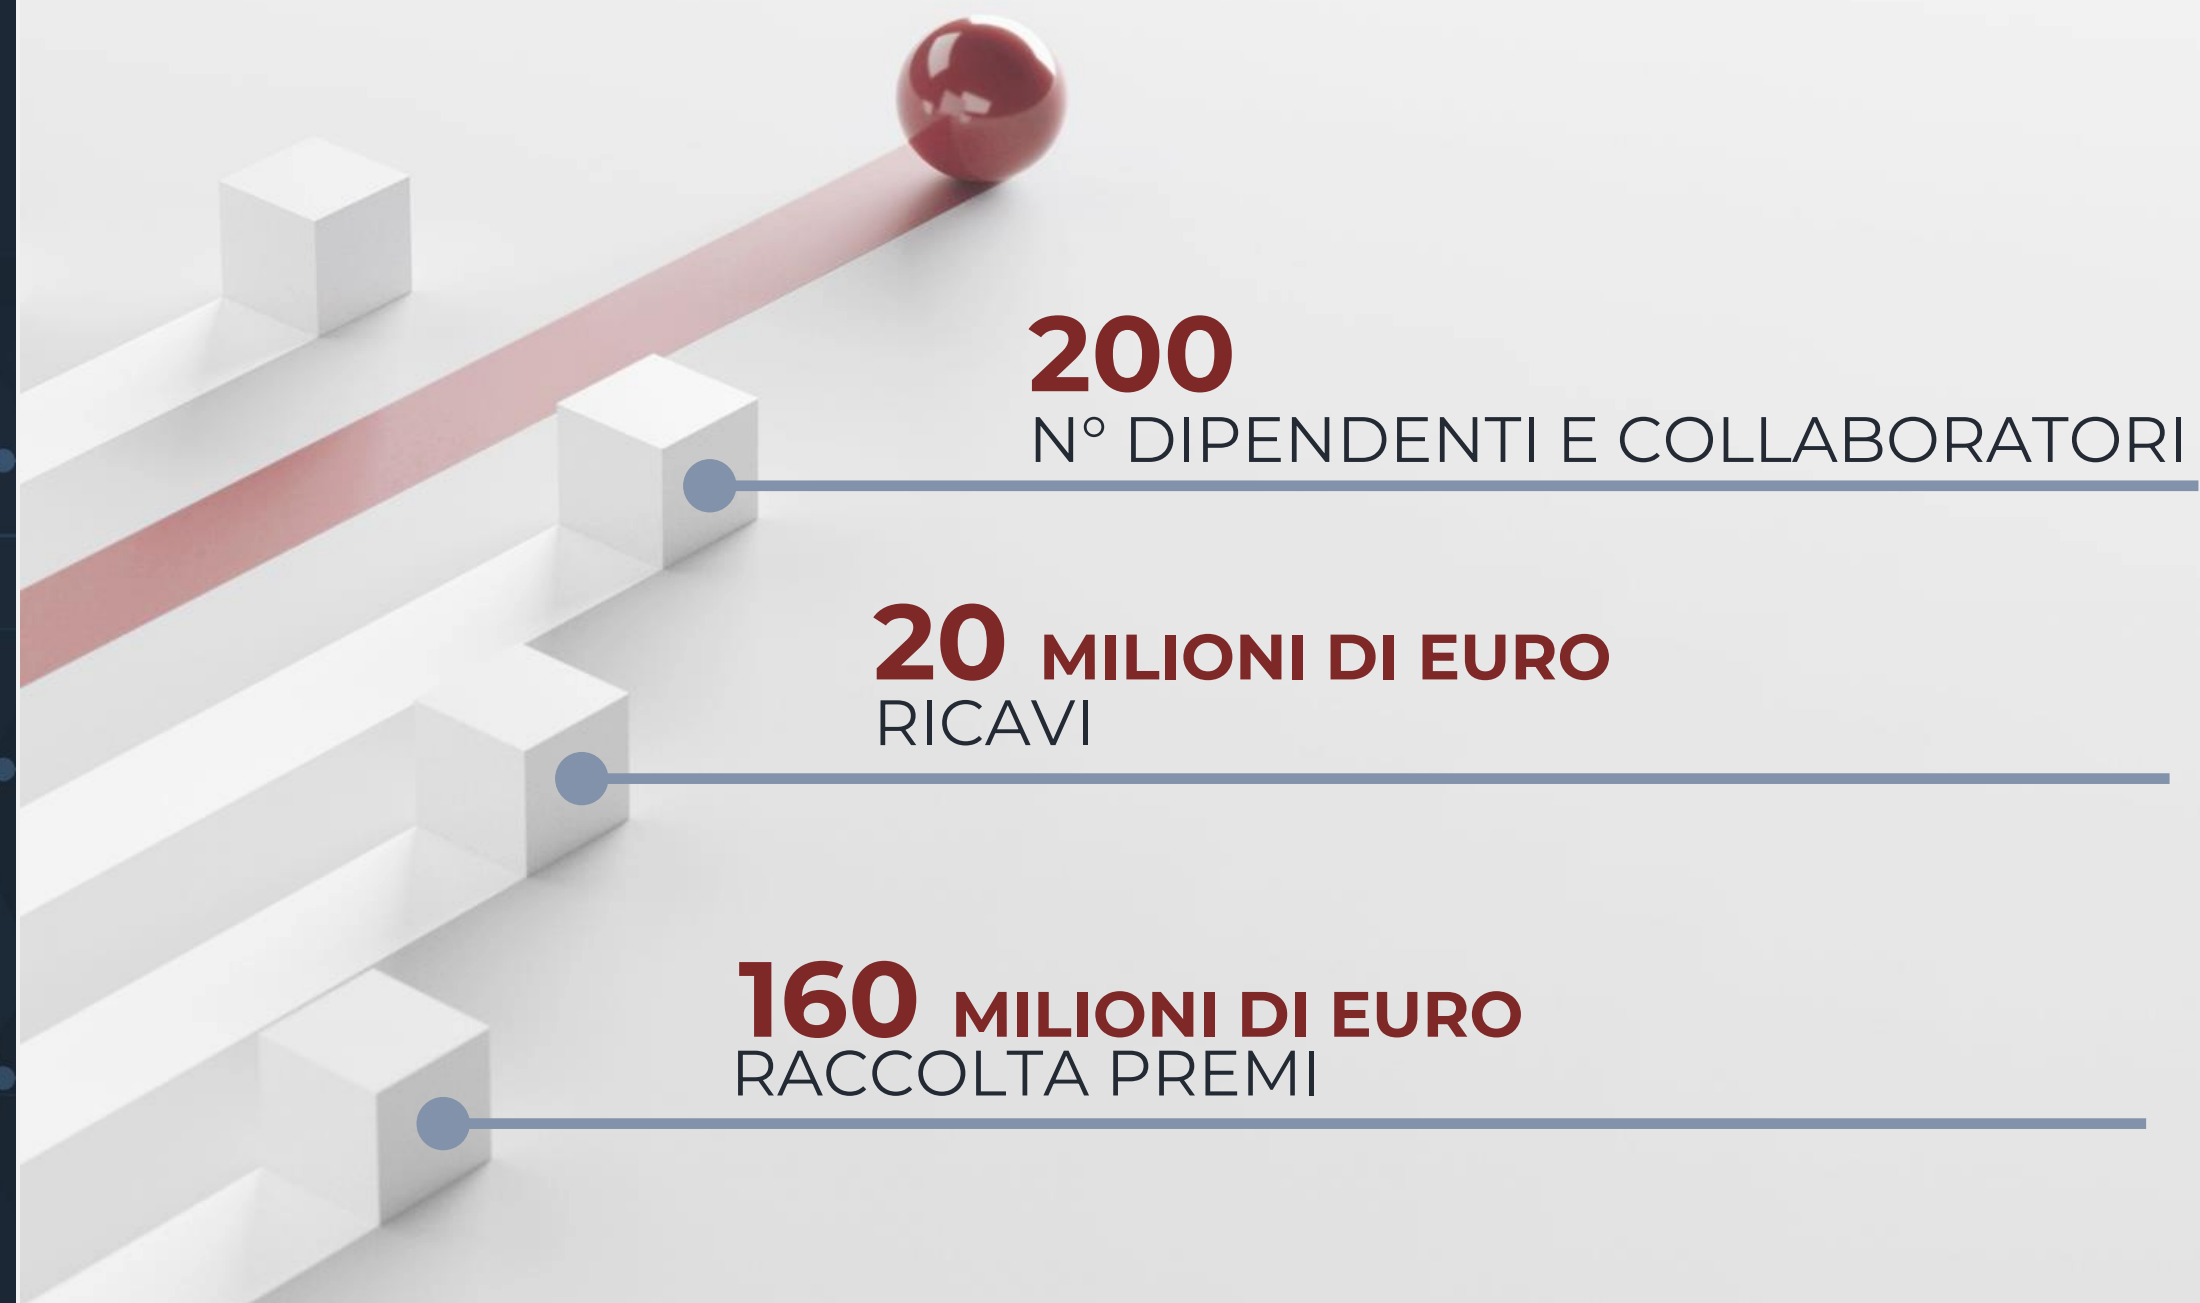 200
N° DIPENDENTI E COLLABORATORI
20 MILIONI DI EURO
RICAVI
160 MILIONI DI EURO
RACCOLTA PREMI